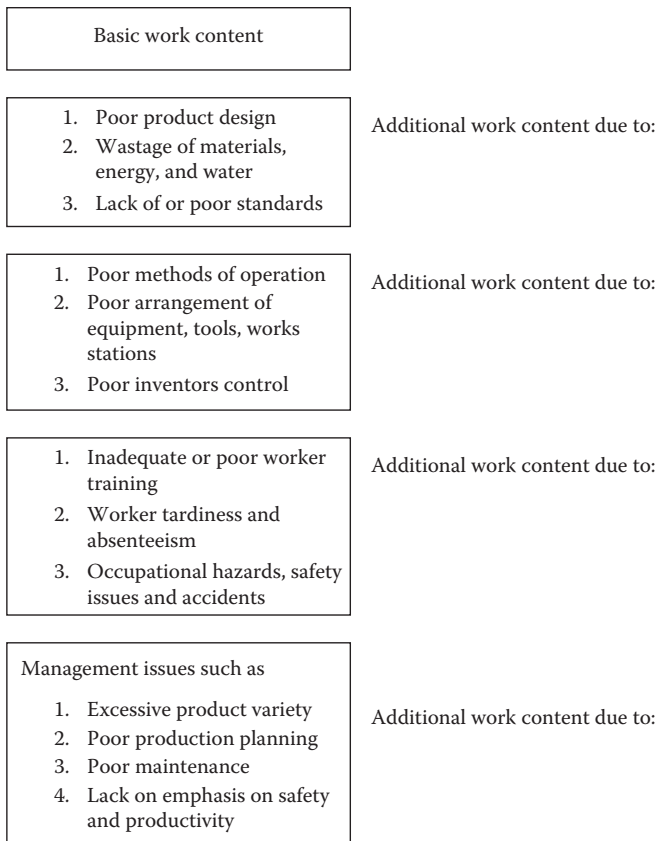 Basic work content
1. Poor product design
2. Wastage of materials,
energy, and water
3. Lack of or poor standards
Additional work content due to:
1. Poor methods of operation
2. Poor arrangement of
equipment, tools, works
stations
3. Poor inventors control
Additional work content due to:
1. Inadequate or poor worker
training
2. Worker tardiness and
absenteeism
3. Occupational hazards, safety
issues and accidents
Additional work content due to:
Management issues such as
1. Excessive product variety
2. Poor production planning
3. Poor maintenance
4. Lack on emphasis on safety
and productivity
Additional work content due to: